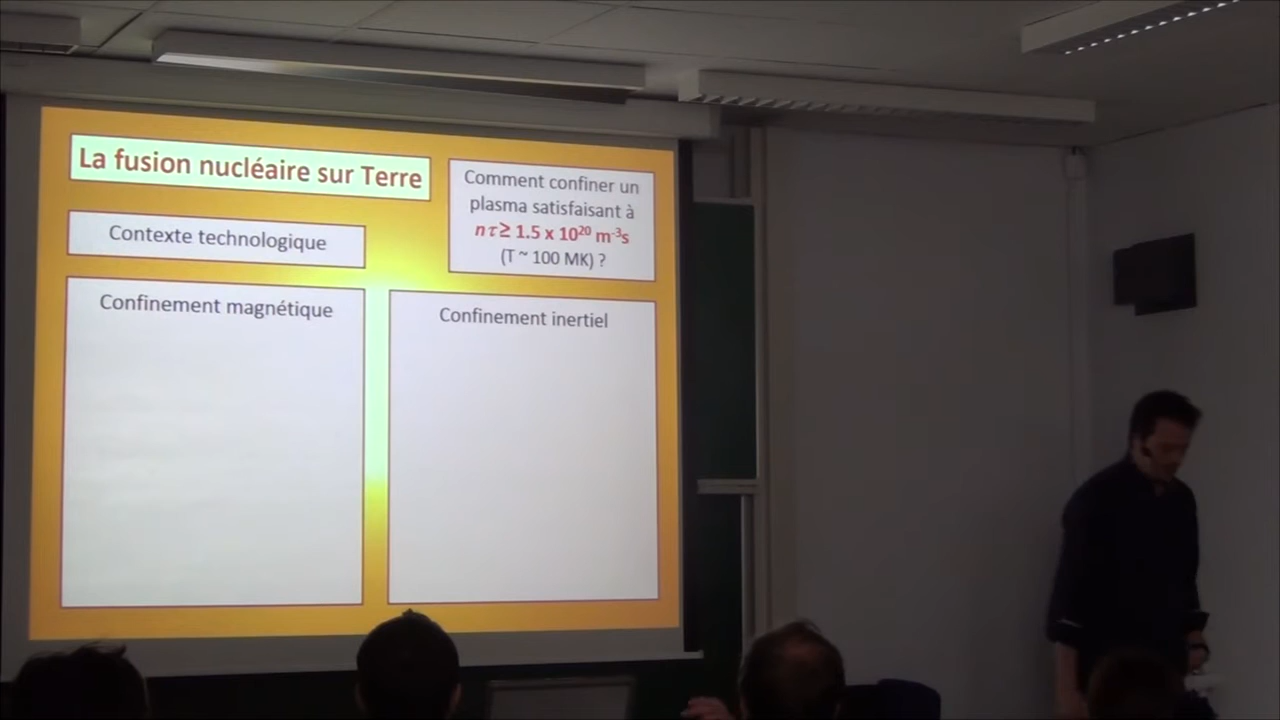 La fusion nucléaire sur Terre
Comment confiner un
plasma satisfaisant à
n τ ≥ 1.5 x 10²⁰ m⁻³s
(T ~ 100 MK) ?
Contexte technologique
Confinement magnétique
Confinement inertiel